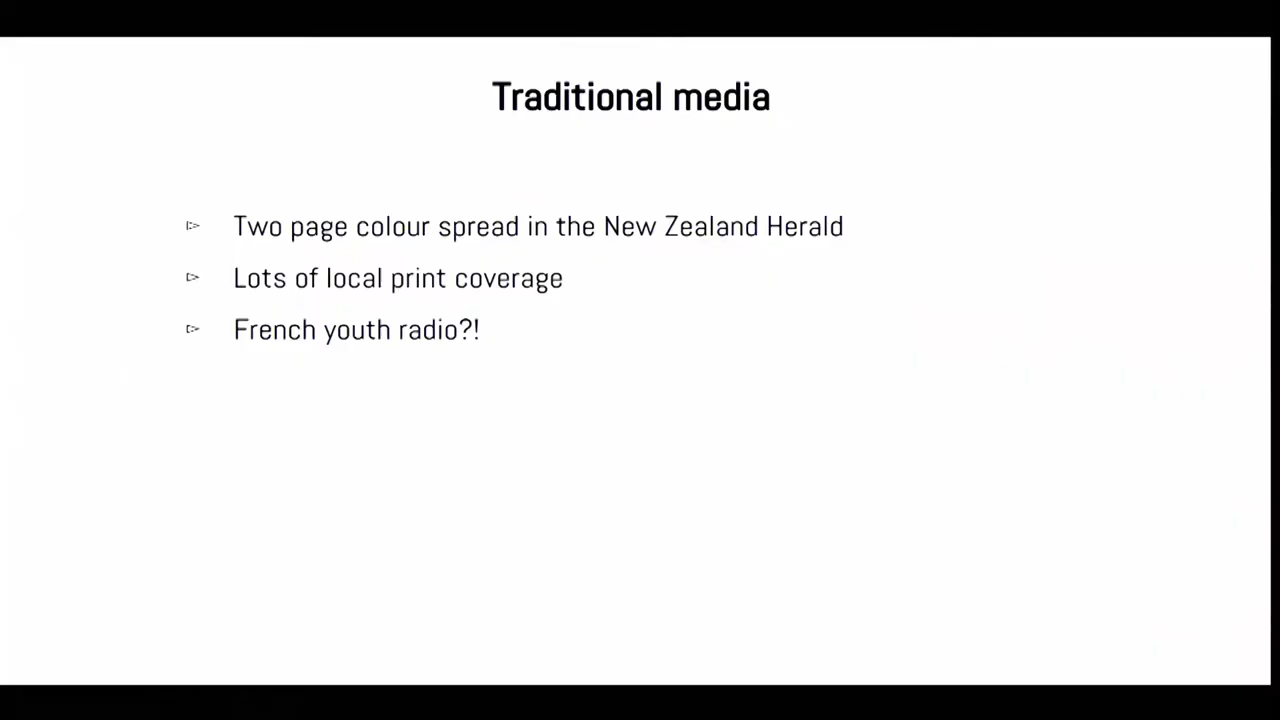 Traditional media
▻ Two page colour spread in the New Zealand Herald
▻ Lots of local print coverage
▻ French youth radio?!